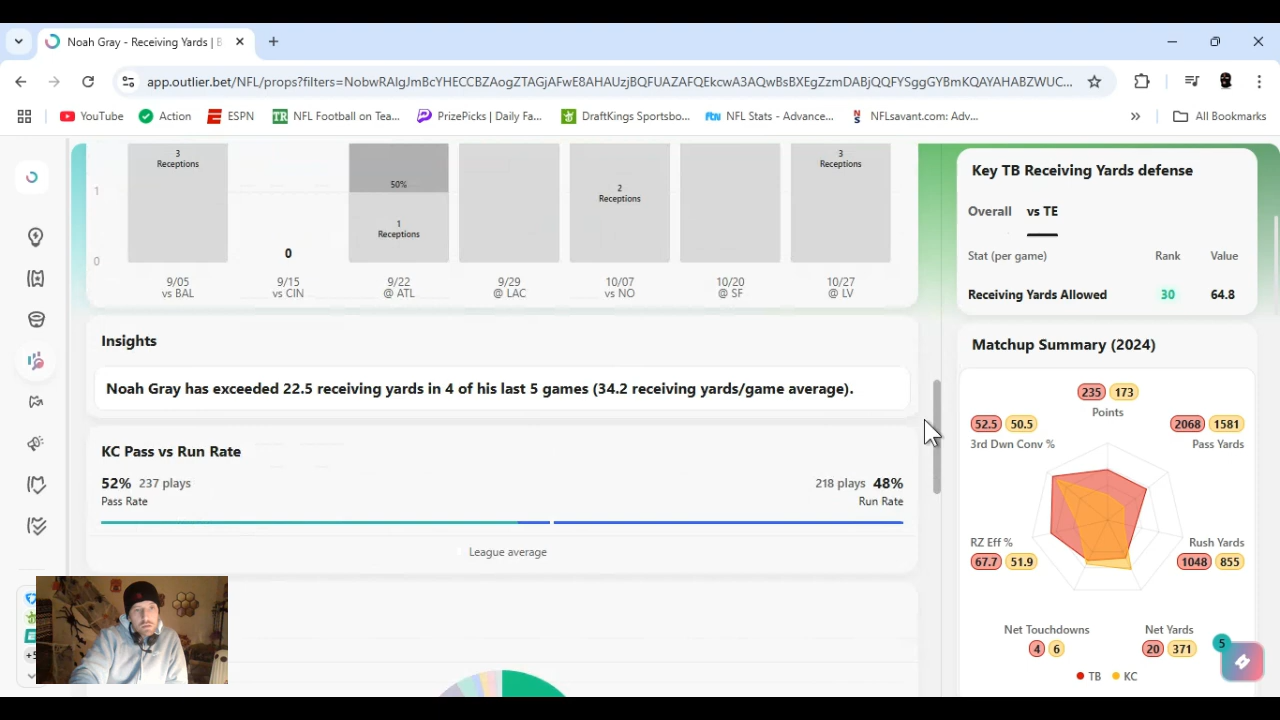 Noah Gray - Receiving Yards | B
app.outlier.bet/NFL/props?filters=NobwRAIgJmBcYHECCBZAogZTAGjAFwE8AHAUzjBQFUAZAFQEkcwA3AQwBsBXEgZzmDABjQQFYSggGYBmKQAYAHABZWUC...
YouTube
Action
ESPN
NFL Football on Tea...
PrizePicks | Daily Fa...
DraftKings Sportsbo...
NFL Stats - Advance...
NFLsavant.com: Adv...
All Bookmarks
3
Receptions
50%
1
Receptions
2
Receptions
3
Receptions
1
0
0
9/05
vs BAL
9/15
vs CIN
9/22
@ ATL
9/29
@ LAC
10/07
vs NO
10/20
@ SF
10/27
@ LV
Insights
Noah Gray has exceeded 22.5 receiving yards in 4 of his last 5 games (34.2 receiving yards/game average).
KC Pass vs Run Rate
52% 237 plays
218 plays 48%
Pass Rate
Run Rate
League average
Key TB Receiving Yards defense
Overall vs TE
Stat (per game) Rank Value
Receiving Yards Allowed 30 64.8
Matchup Summary (2024)
235 173
Points
52.5 50.5
3rd Dwn Conv %
2068 1581
Pass Yards
RZ Eff %
67.7 51.9
Rush Yards
1048 855
Net Touchdowns
4 6
Net Yards
20 371
TB KC
5